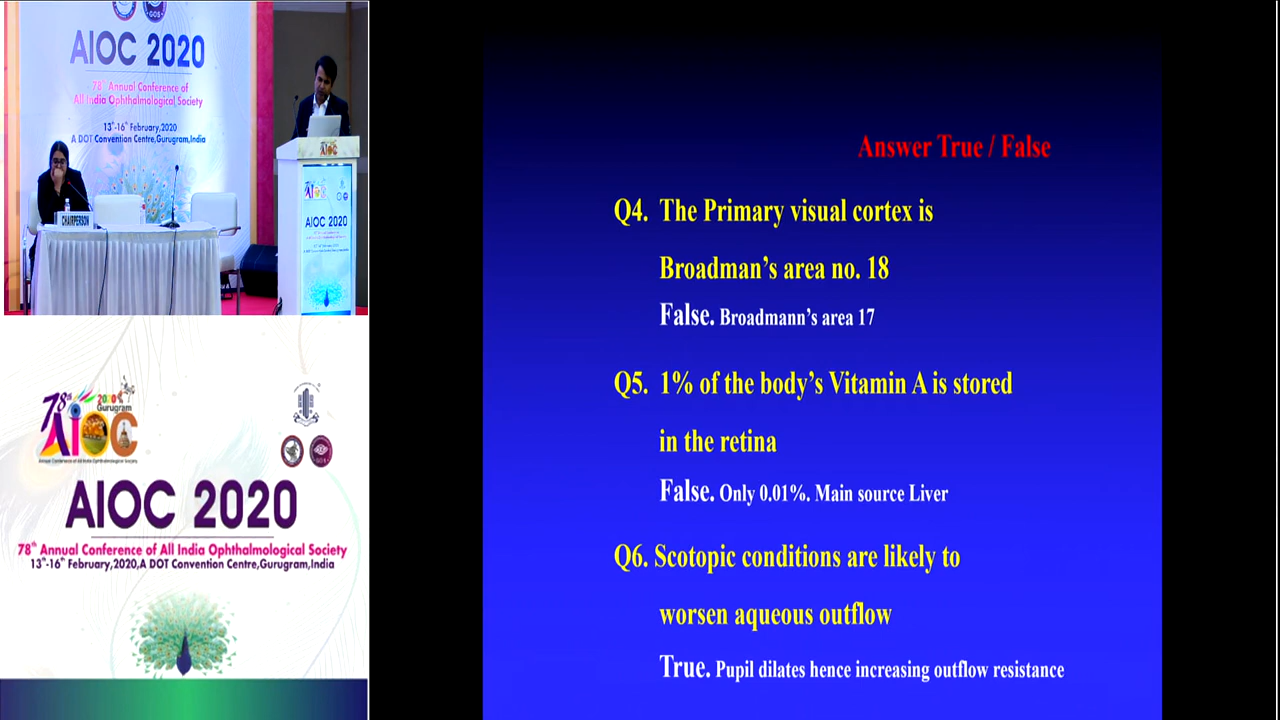 AIOC 2020
78th Annual Conference of
All India Ophthalmological Society
13th-16th February,2020
A DOT Convention Centre,Gurugram,India
CHAIRPERSON
AIOC
AIOC 2020
78th
2020
Gurugram
AIOC
GOS
AIOC 2020
78th Annual Conference of All India Ophthalmological Society
13th-16th February,2020,A DOT Convention Centre,Gurugram,India
Answer True / False
Q4. The Primary visual cortex is
Broadman's area no. 18
False. Broadmann's area 17
Q5. 1% of the body's Vitamin A is stored
in the retina
False. Only 0.01%. Main source Liver
Q6. Scotopic conditions are likely to
worsen aqueous outflow
True. Pupil dilates hence increasing outflow resistance